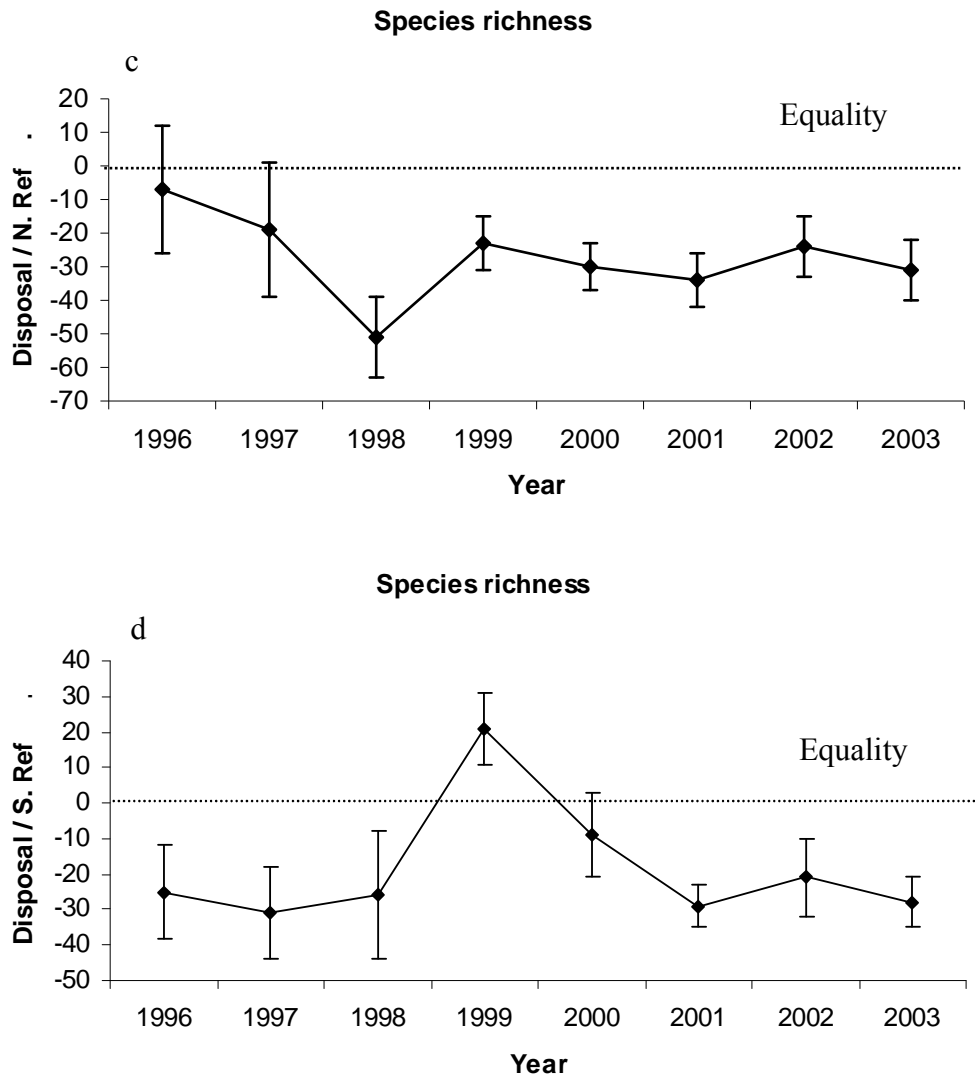 Species richness
c
20
10
0
-10
-20
-30
-40
-50
-60
-70
Disposal / N. Ref .
Equality
1996 1997 1998 1999 2000 2001 2002 2003
Year
Species richness
d
40
30
20
10
0
-10
-20
-30
-40
-50
Disposal / S. Ref .
Equality
1996 1997 1998 1999 2000 2001 2002 2003
Year